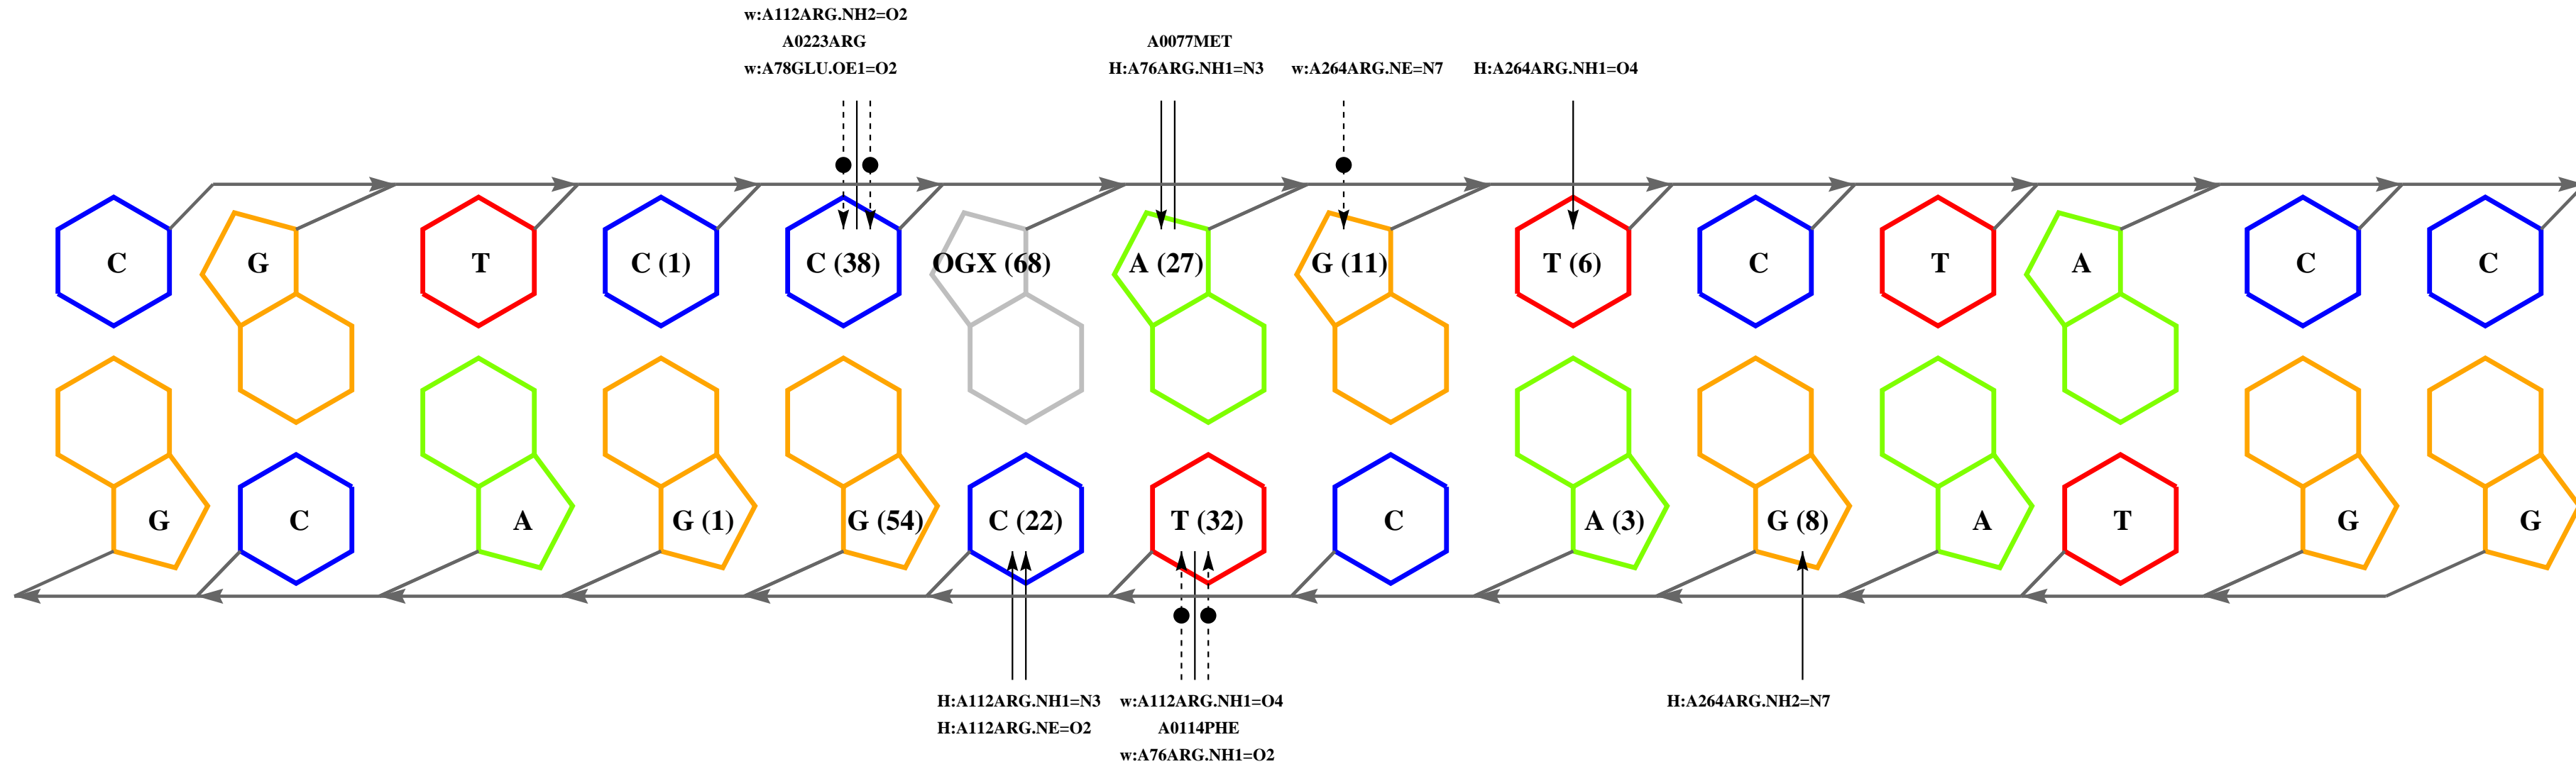 w:A112ARG.NH2=O2
A0223ARG A0077MET
w:A78GLU.OE1=O2 H:A76ARG.NH1=N3 w:A264ARG.NE=N7 H:A264ARG.NH1=O4
C G T C (1) C (38) OGX (68) A (27) G (11) T (6) C T A C C
G C A G (1) G (54) C (22) T (32) C A (3) G (8) A T G G
H:A112ARG.NH1=N3 w:A112ARG.NH1=O4 H:A264ARG.NH2=N7
H:A112ARG.NE=O2 A0114PHE
w:A76ARG.NH1=O2